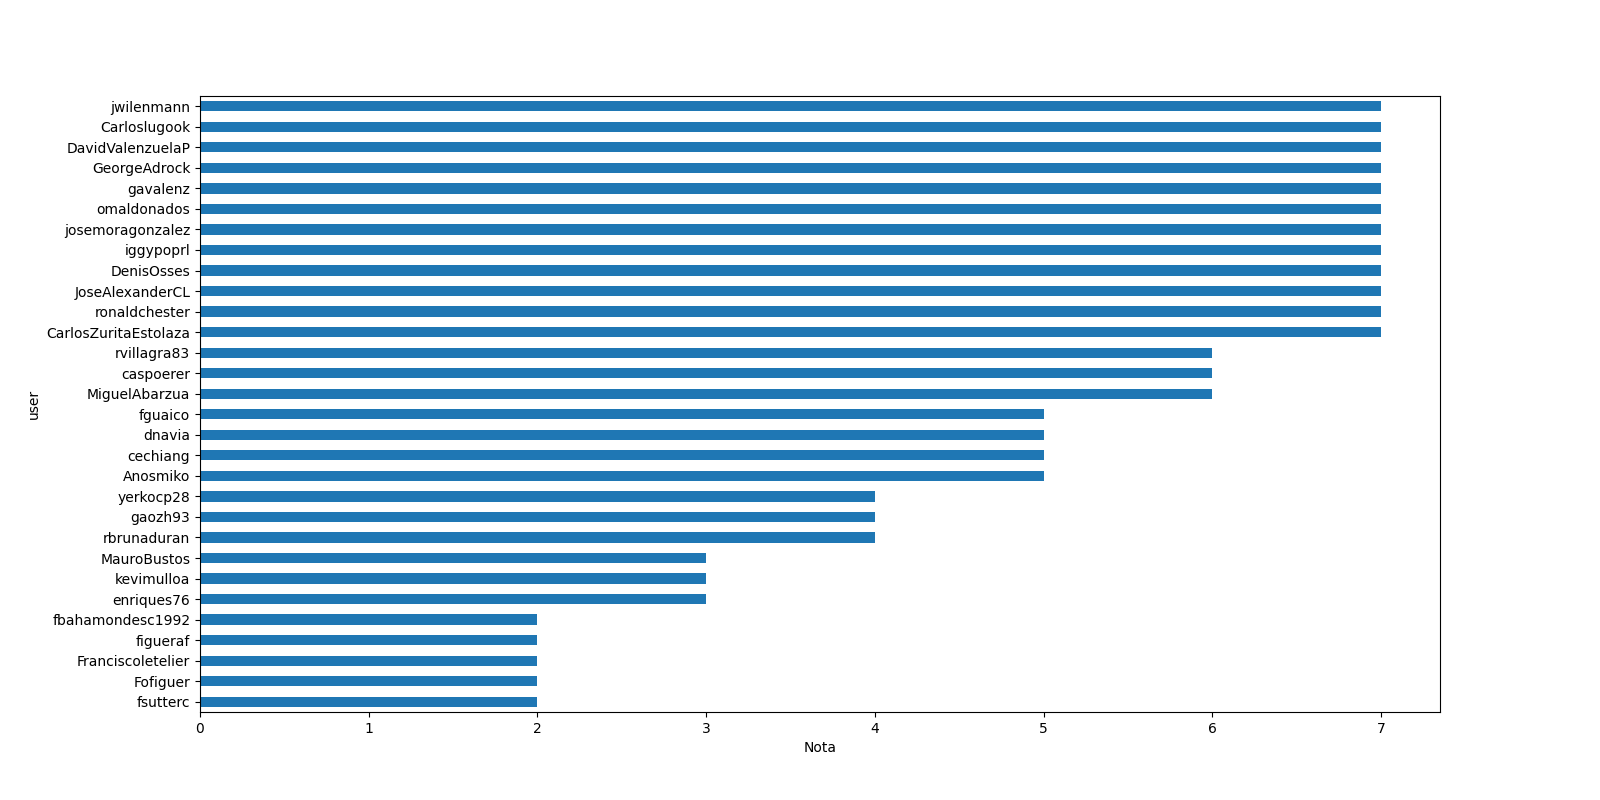 jwilenmann
Carloslugook
DavidValenzuelaP
GeorgeAdrock
gavalenz
omaldonados
josemoragonzalez
iggypoprl
DenisOsses
JoseAlexanderCL
ronaldchester
CarlosZuritaEstolaza
rvillagra83
caspoerer
MiguelAbarzua
fguaico
dnavia
cechiang
Anosmiko
yerkocp28
gaozh93
rbrunaduran
MauroBustos
kevimulloa
enriques76
fbahamondesc1992
figueraf
Franciscoletelier
Fofiguer
fsutterc
user
0 1 2 3 4 5 6 7
Nota